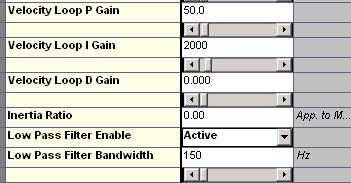 Velocity Loop P Gain 50.0
Velocity Loop I Gain 2000
Velocity Loop D Gain 0.000
Inertia Ratio 0.00 App. to M...
Low Pass Filter Enable Active
Low Pass Filter Bandwidth 150 Hz